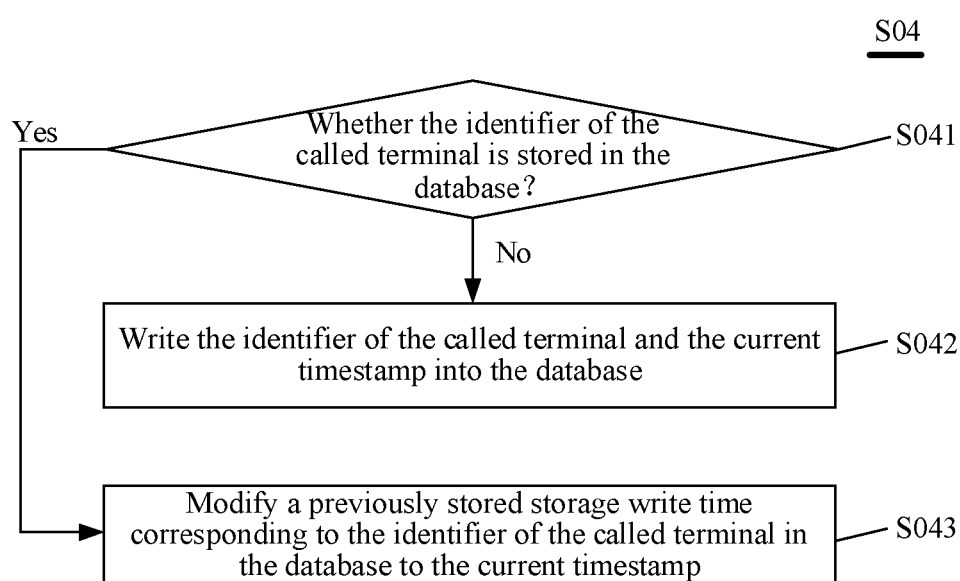 S04
Whether the identifier of the
called terminal is stored in the
database？
S041
Yes
No
Write the identifier of the called terminal and the current
timestamp into the database
S042
Modify a previously stored storage write time
corresponding to the identifier of the called terminal in
the database to the current timestamp
S043